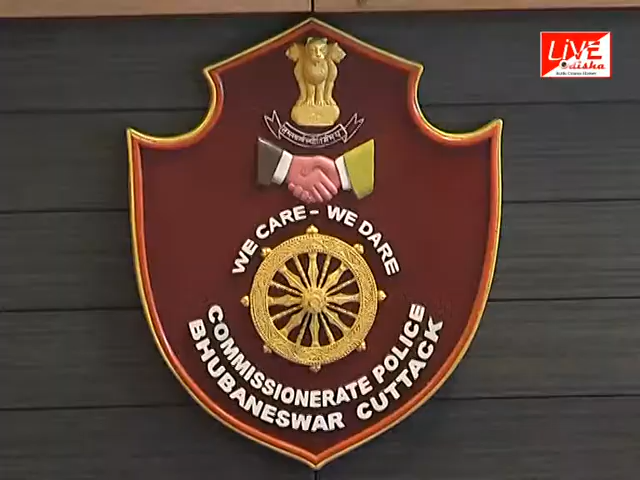 LIVE
Odisha
WE CARE - WE DARE
COMMISSIONERATE POLICE
BHUBANESWAR CUTTACK